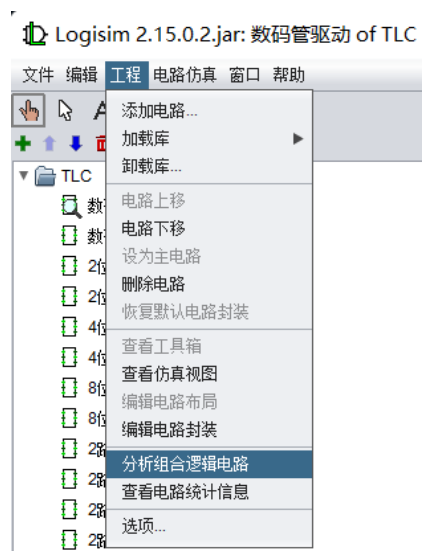 Logisim 2.15.0.2.jar: 数码管驱动 of TLC
文件 编辑 工程 电路仿真 窗口 帮助
添加电路...
加载库
卸载库...
TLC
电路上移
数
电路下移
数
设为主电路
2位
删除电路
2位
恢复默认电路封装
4位
查看工具箱
4位
查看仿真视图
8位
编辑电路布局
8位
编辑电路封装
2路
分析组合逻辑电路
2路
查看电路统计信息
2路
选项...
2路